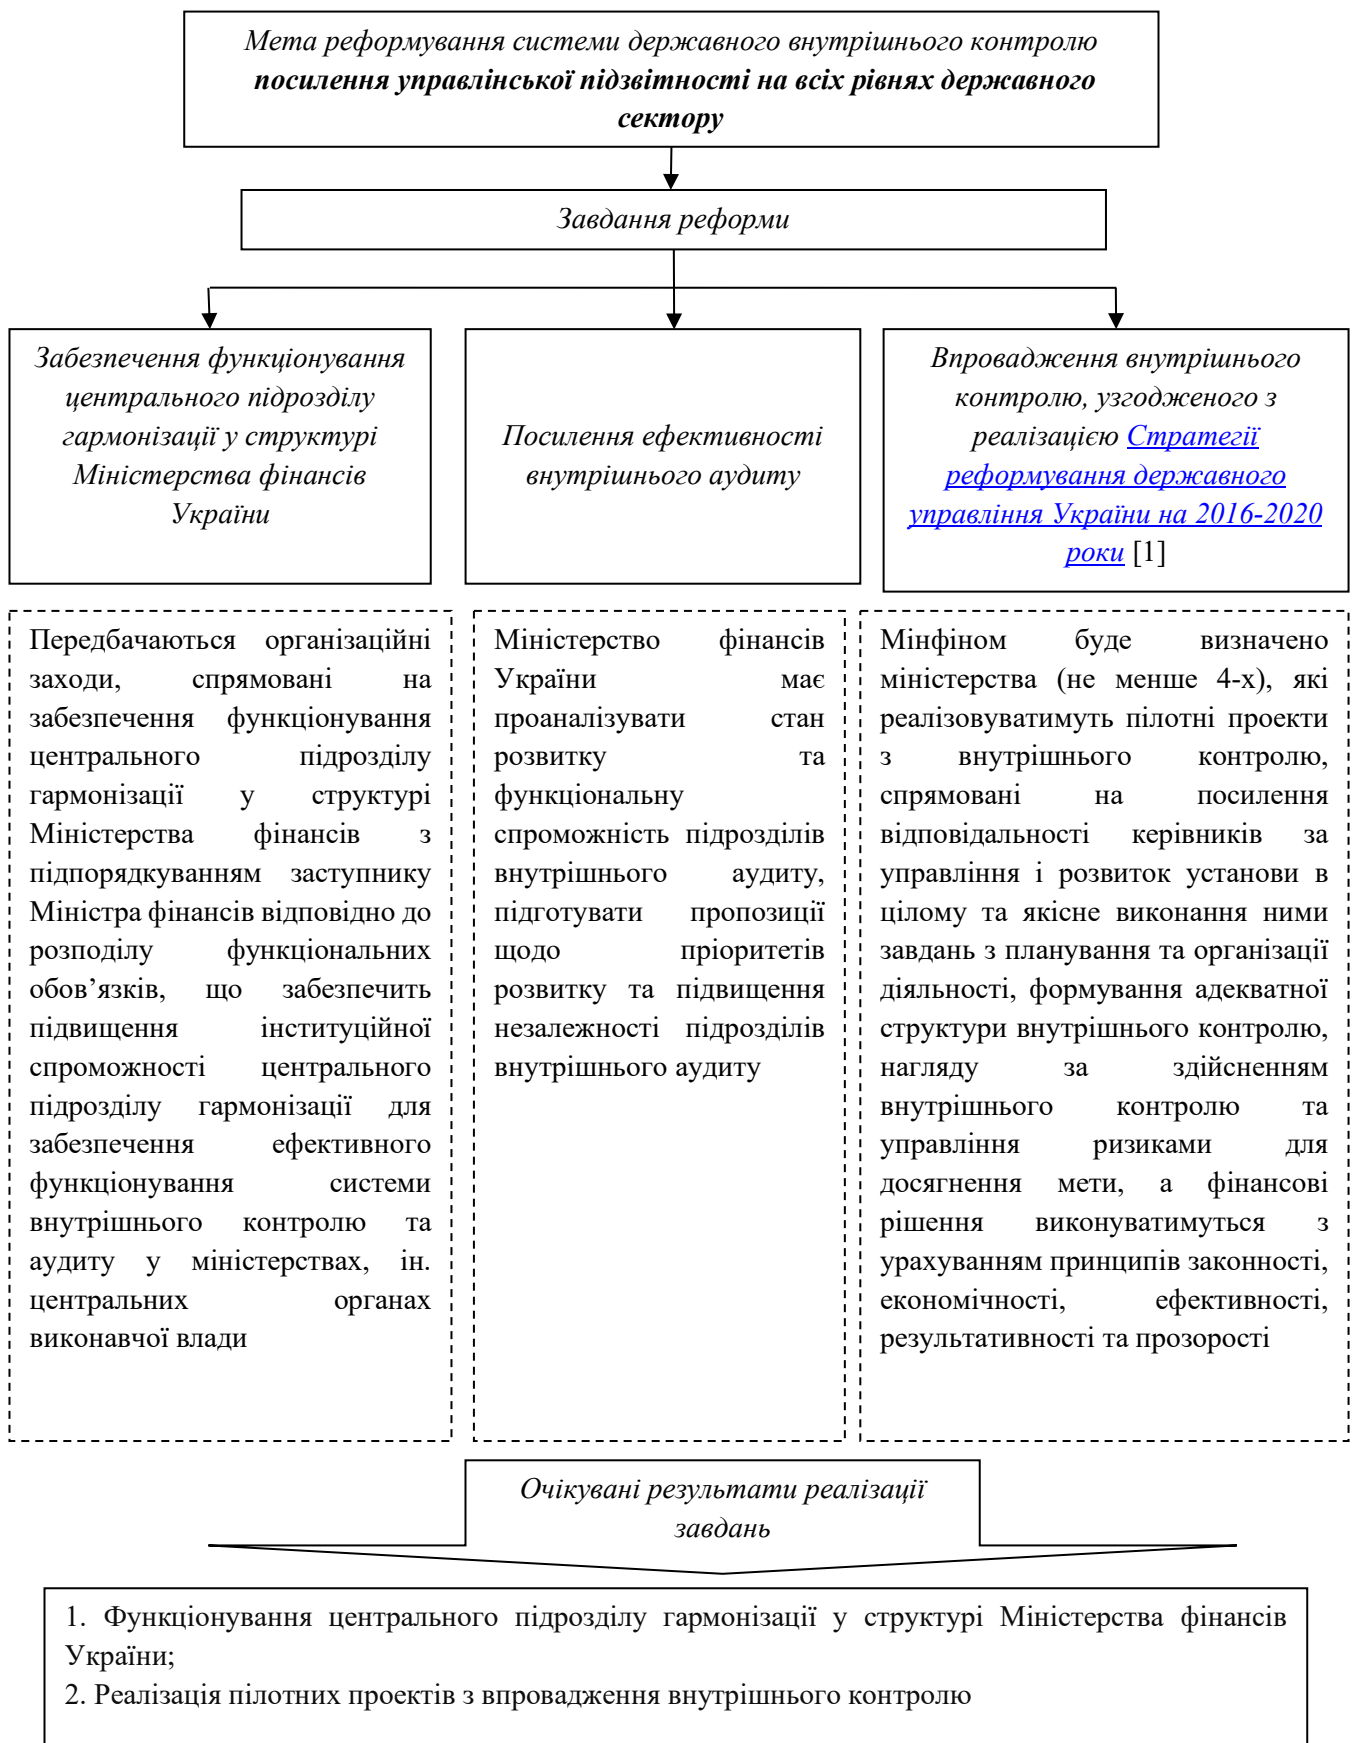 Мета реформування системи державного внутрішнього контролю
посилення управлінської підзвітності на всіх рівнях державного
сектору
Завдання реформи
Забезпечення функціонування
центрального підрозділу
гармонізації у структурі
Міністерства фінансів
України
Посилення ефективності
внутрішнього аудиту
Впровадження внутрішнього
контролю, узгодженого з
реалізацією Стратегії
реформування державного
управління України на 2016-2020
роки [1]
Передбачаються організаційні
заходи, спрямовані на
забезпечення функціонування
центрального підрозділу
гармонізації у структурі
Міністерства фінансів з
підпорядкуванням заступнику
Міністра фінансів відповідно до
розподілу функціональних
обов’язків, що забезпечить
підвищення інституційної
спроможності центрального
підрозділу гармонізації для
забезпечення ефективного
функціонування системи
внутрішнього контролю та
аудиту у міністерствах, ін.
центральних органах
виконавчої влади
Міністерство фінансів
України має
проаналізувати стан
розвитку та
функціональну
спроможність підрозділів
внутрішнього аудиту,
підготувати пропозиції
щодо пріоритетів
розвитку та підвищення
незалежності підрозділів
внутрішнього аудиту
Мінфіном буде визначено
міністерства (не менше 4-х), які
реалізовуватимуть пілотні проекти
з внутрішнього контролю,
спрямовані на посилення
відповідальності керівників за
управління і розвиток установи в
цілому та якісне виконання ними
завдань з планування та організації
діяльності, формування адекватної
структури внутрішнього контролю,
нагляду за здійсненням
внутрішнього контролю та
управління ризиками для
досягнення мети, а фінансові
рішення виконуватимуться з
урахуванням принципів законності,
економічності, ефективності,
результативності та прозорості
Очікувані результати реалізації
завдань
1. Функціонування центрального підрозділу гармонізації у структурі Міністерства фінансів
України;
2. Реалізація пілотних проектів з впровадження внутрішнього контролю